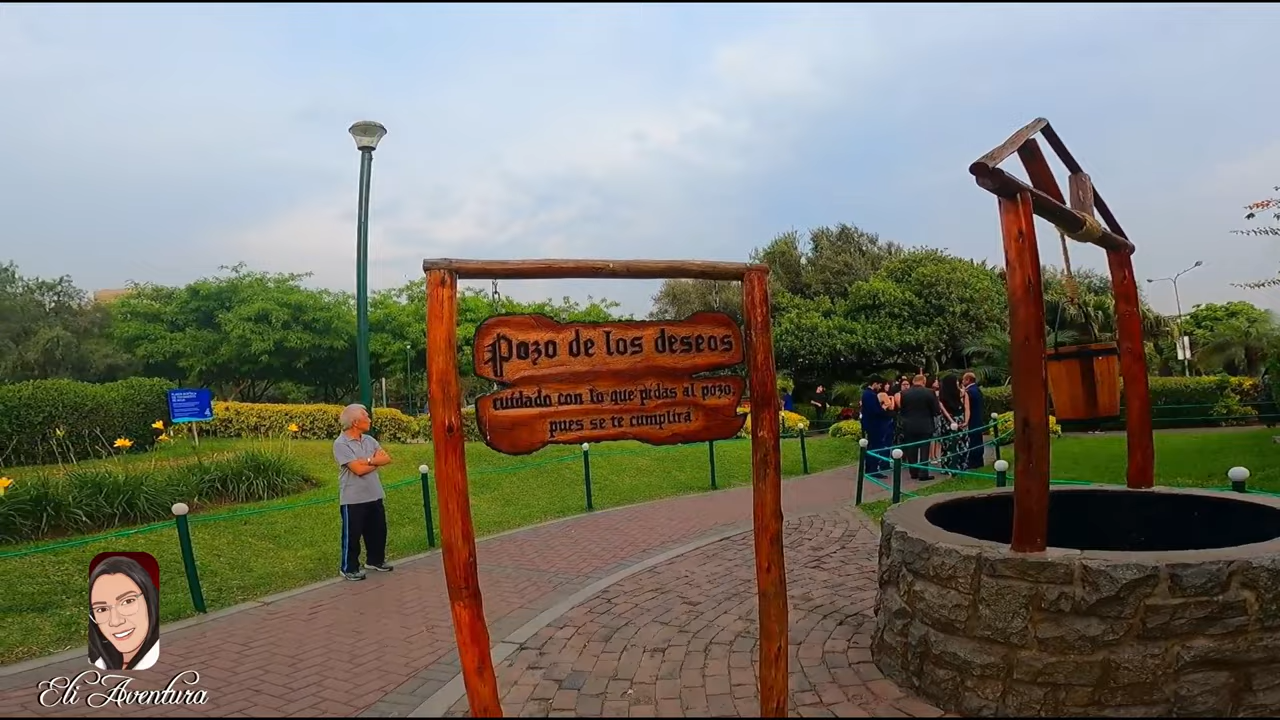 Pozo de los deseos
cuidado con lo que pidas al pozo,
pues se te cumplirá
Eli Aventura